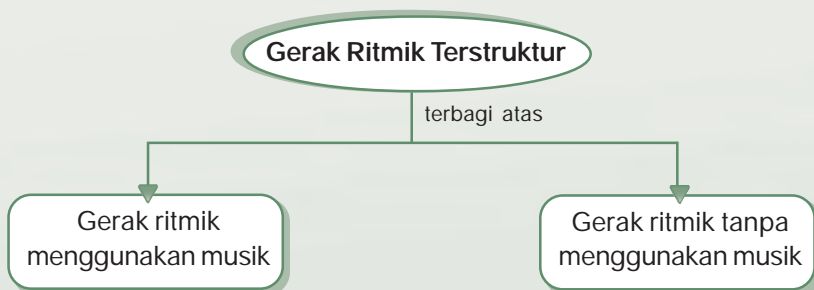 Gerak Ritmik Terstruktur
terbagi atas
Gerak ritmik
menggunakan musik
Gerak ritmik tanpa
menggunakan musik